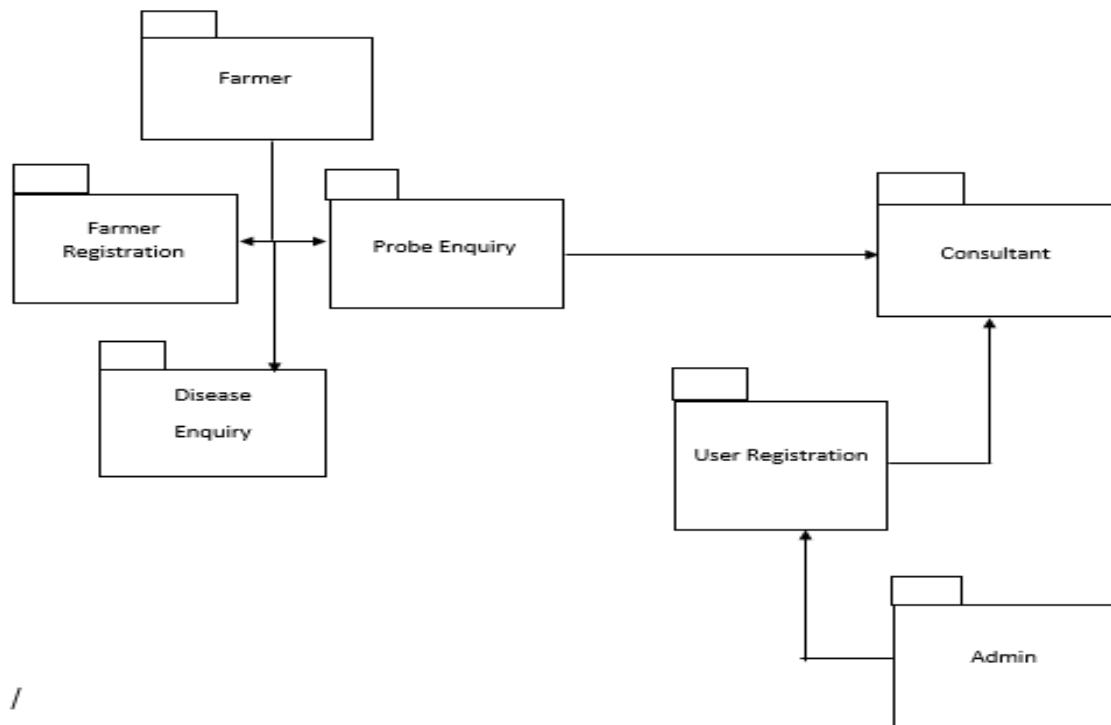 Farmer
Farmer
Registration
Probe Enquiry
Consultant
Disease
Enquiry
User Registration
Admin
/